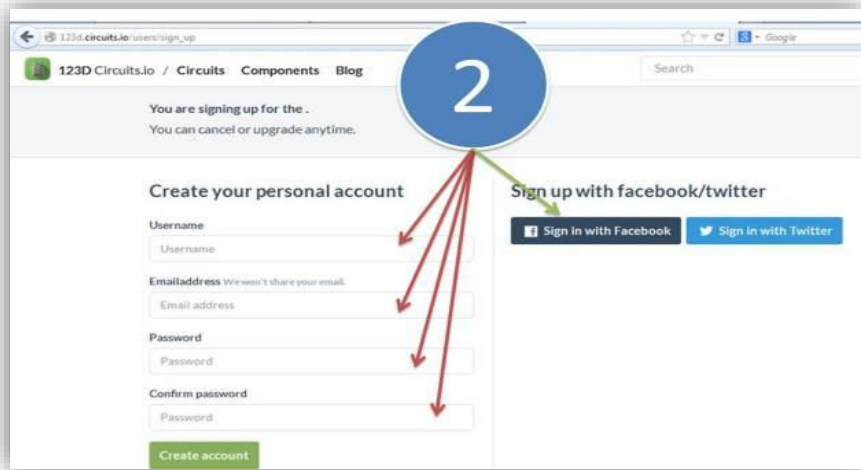 123d.circuits.io/users/sign_up
Google
123D Circuits.io / Circuits Components Blog
Search
2
You are signing up for the .
You can cancel or upgrade anytime.
Create your personal account
Username
Username
Emailaddress We won't share your email.
Email address
Password
Password
Confirm password
Password
Create account
Sign up with facebook/twitter
Sign in with Facebook
Sign in with Twitter